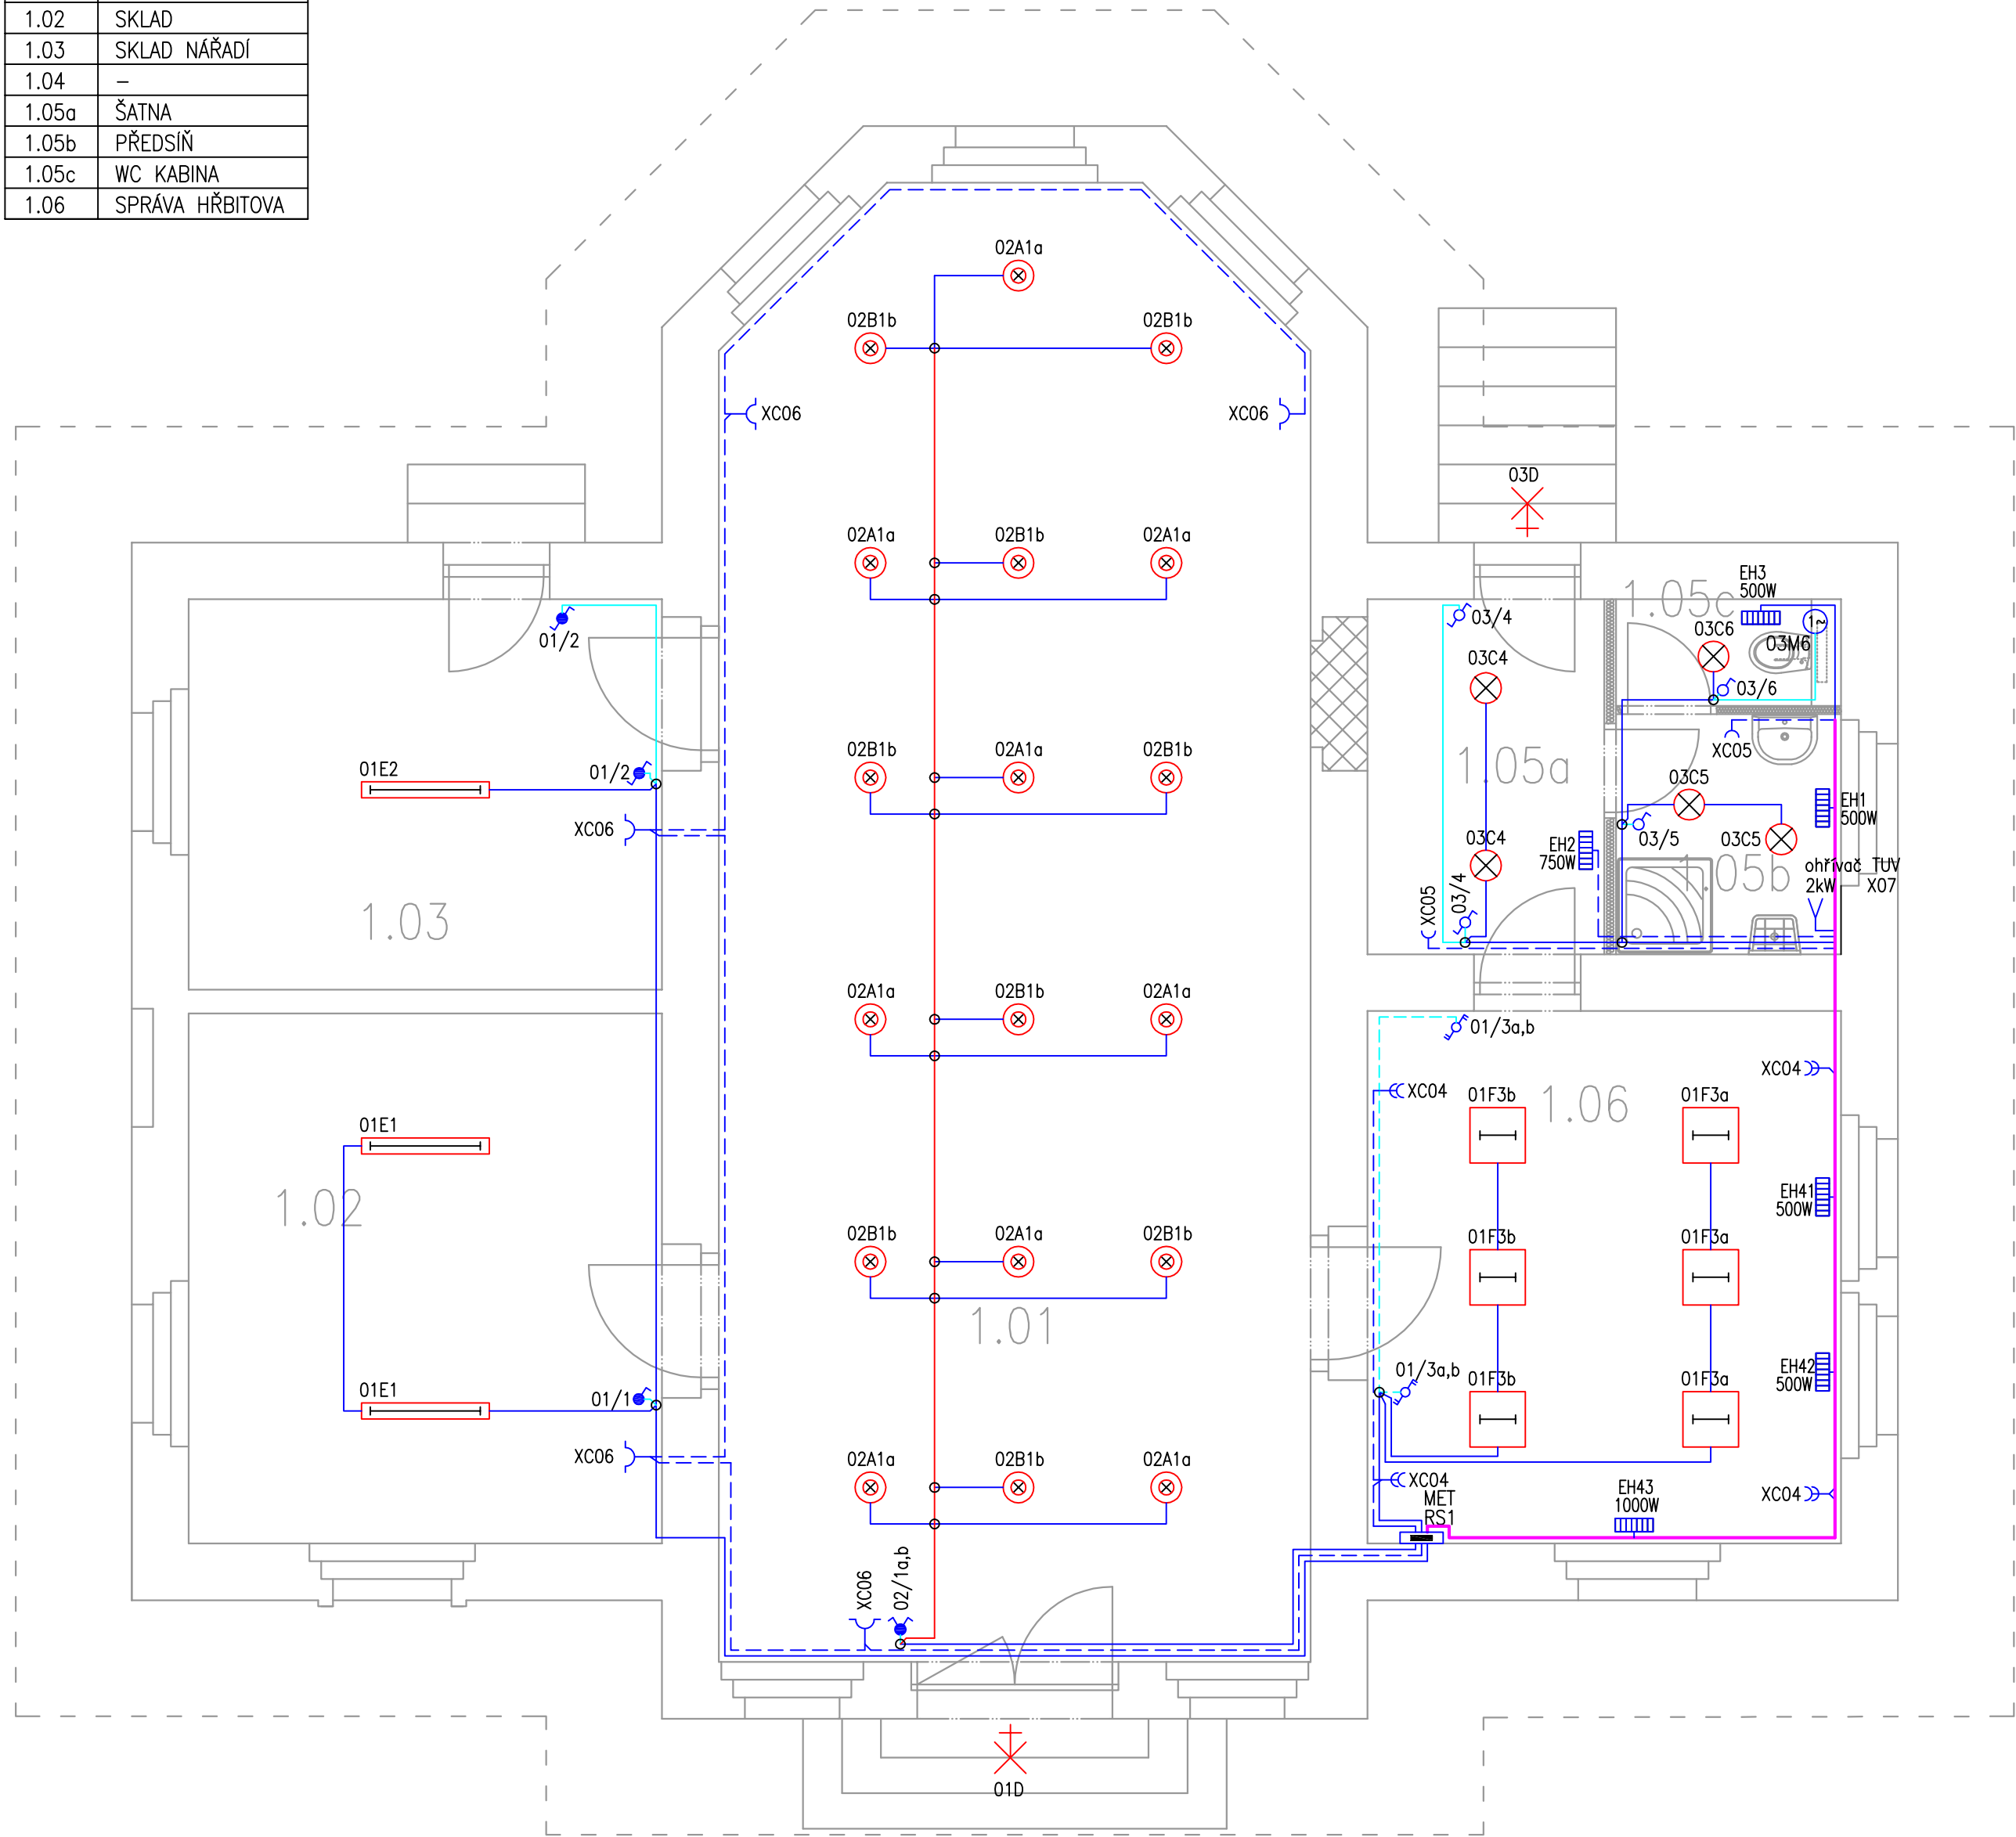 1.02 SKLAD
1.03 SKLAD NÁŘADÍ
1.04 –
1.05a ŠATNA
1.05b PŘEDSÍŇ
1.05c WC KABINA
1.06 SPRÁVA HŘBITOVA
02A1a
02B1b
02B1b
XC06
XC06
03D
02A1a
02B1b
02A1a
01/2
03/4
1.05c
EH3
500W
03C6
1~
03M6
03/6
03C4
01E2
01/2
02B1b
02A1a
02B1b
1.05a
XC05
03C5
EH1
500W
XC06
03C4
EH2
750W
03/5
03C5
1.05b
ohřívač TUV
2kW X07
1.03
XC05
03/4
02A1a
02B1b
02A1a
01/3a,b
XC04
XC04
01F3b
01F3a
1.06
01E1
1.02
EH41
500W
02B1b
02A1a
02B1b
01F3b
01F3a
1.01
01E1
01/1
01/3a,b
01F3b
01F3a
EH42
500W
XC06
02A1a
02B1b
02A1a
XC04
MET
RS1
EH43
1000W
XC04
XC06
02/1a,b
01D